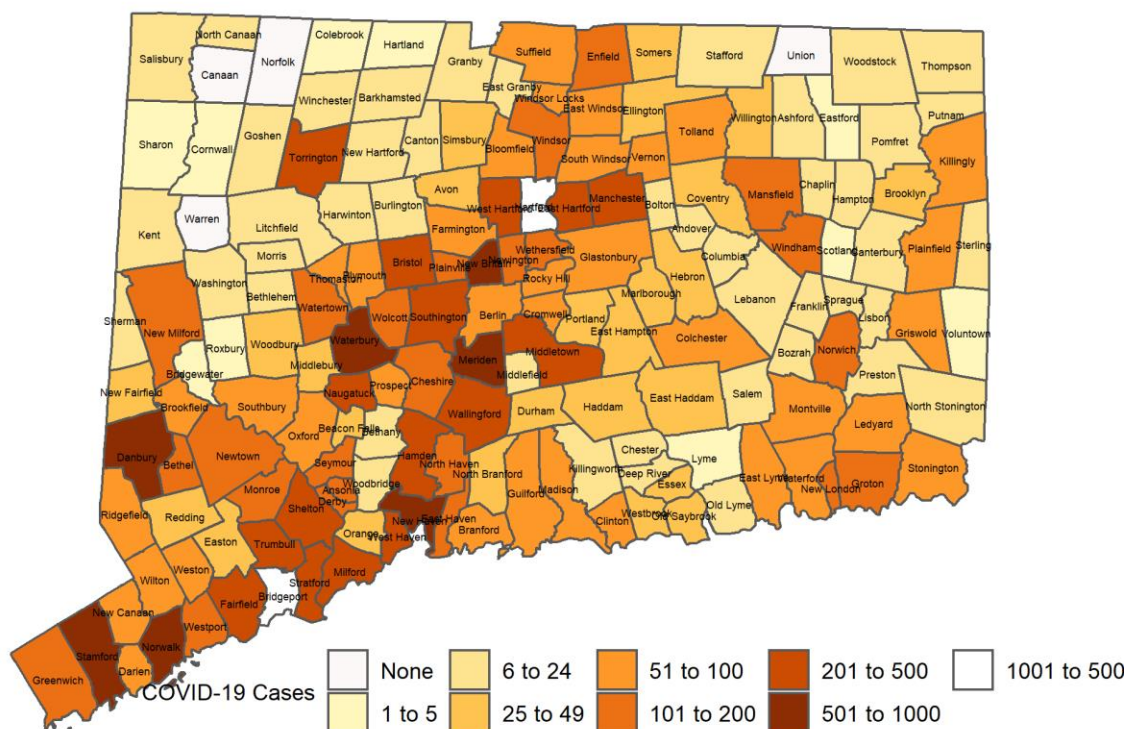 North Canaan
Colebrook
Hartland
Salisbury
Norfolk
Canaan
Suffield
Enfield
Somers
Stafford
Union
Woodstock
Thompson
Granby
East Granby
Winchester
Barkhamsted
Windsor Locks
East Windsor
Ellington
Willington
Ashford
Eastford
Putnam
Pomfret
Sharon
Cornwall
Goshen
Torrington
New Hartford
Canton
Simsbury
Bloomfield
Windsor
South Windsor
Vernon
Tolland
Killingly
Avon
West Hartford
Hartford
East Hartford
Manchester
Bolton
Coventry
Mansfield
Chaplin
Hampton
Brooklyn
Kent
Warren
Litchfield
Harwinton
Burlington
Farmington
Andover
Columbia
Windham
Scotland
Canterbury
Plainfield
Sterling
Morris
Washington
Bethlehem
Thomaston
Plymouth
Bristol
Plainville
New Britain
Newington
Wethersfield
Rocky Hill
Glastonbury
Hebron
Marlborough
Lebanon
Franklin
Sprague
Lisbon
Griswold
Voluntown
Sherman
New Milford
Roxbury
Woodbury
Watertown
Wolcott
Southington
Berlin
Cromwell
Portland
East Hampton
Colchester
Bozrah
Norwich
Preston
Bridgewater
Waterbury
Middlebury
Meriden
Middletown
Middlefield
New Fairfield
Brookfield
Southbury
Naugatuck
Prospect
Cheshire
Wallingford
Durham
Haddam
East Haddam
Salem
Montville
Ledyard
North Stonington
Danbury
Bethel
Newtown
Oxford
Beacon Falls
Bethany
Hamden
North Haven
North Branford
Killingworth
Chester
Deep River
Essex
Lyme
Seymour
Woodbridge
Ansonia
Derby
Guilford
Madison
Westbrook
Old Saybrook
Old Lyme
East Lyme
Waterford
New London
Groton
Stonington
Ridgefield
Redding
Monroe
Shelton
Orange
New Haven
East Haven
West Haven
Branford
Clinton
Easton
Trumbull
Milford
Stratford
Wilton
Weston
Bridgeport
Fairfield
New Canaan
Westport
Norwalk
Stamford
Darien
Greenwich
COVID-19 Cases
None
6 to 24
51 to 100
201 to 500
1001 to 500
1 to 5
25 to 49
101 to 200
501 to 1000